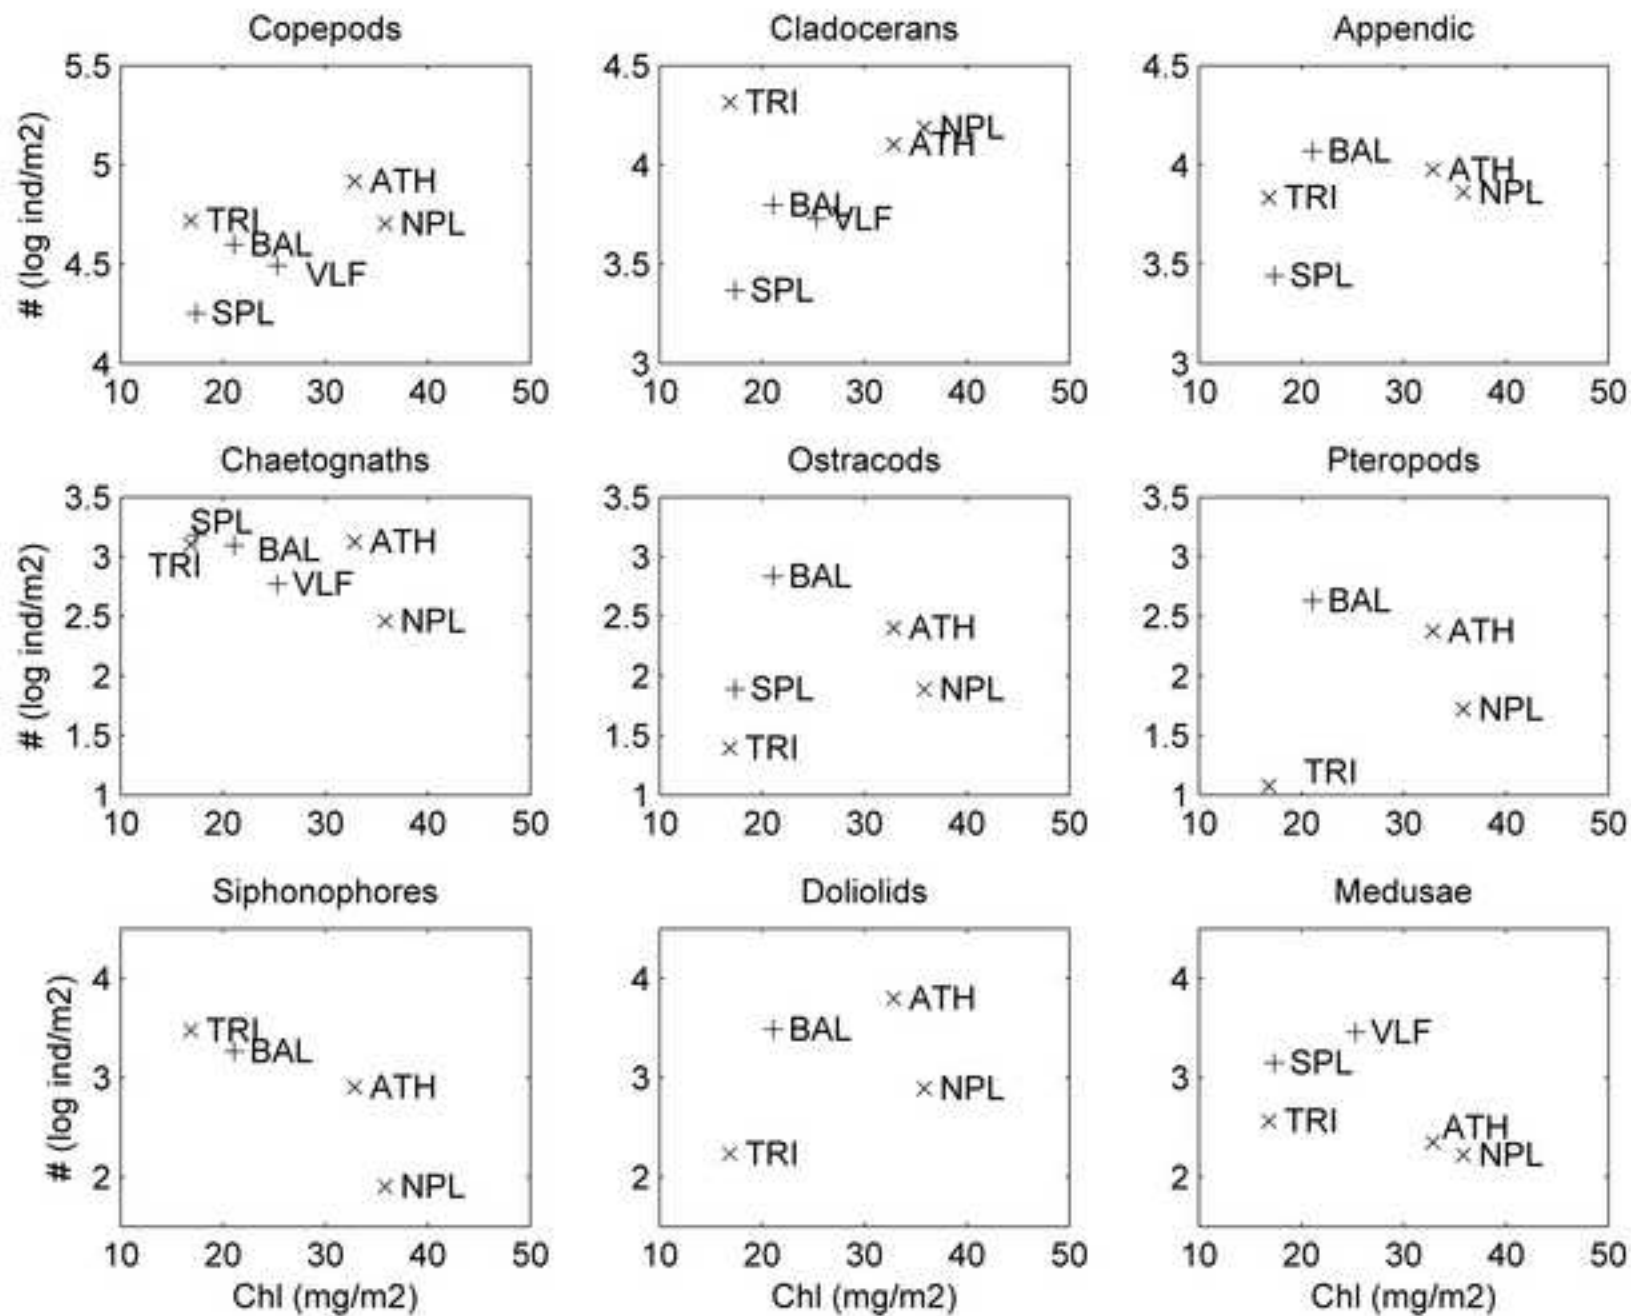 Copepods
Cladocerans
Appendic
5.5
5
4.5
4
# (log ind/m2)
TRI
BAL
VLF
SPL
ATH
NPL
10 20 30 40 50
4.5
4
3.5
3
TRI
NPL
ATH
BAL
VLF
SPL
10 20 30 40 50
4.5
4
3.5
3
BAL
ATH
TRI
NPL
SPL
10 20 30 40 50
Chaetognaths
Ostracods
Pteropods
3.5
3
2.5
2
1.5
1
# (log ind/m2)
SPL
TRI
BAL
ATH
VLF
NPL
10 20 30 40 50
3.5
3
2.5
2
1.5
1
BAL
ATH
SPL
NPL
TRI
10 20 30 40 50
3.5
3
2.5
2
1.5
1
BAL
ATH
NPL
TRI
10 20 30 40 50
Siphonophores
Doliolids
Medusae
4
3
2
# (log ind/m2)
TRI
BAL
ATH
NPL
10 20 30 40 50
Chl (mg/m2)
4
3
2
ATH
BAL
NPL
TRI
10 20 30 40 50
Chl (mg/m2)
4
3
2
VLF
SPL
TRI
ATH
NPL
10 20 30 40 50
Chl (mg/m2)